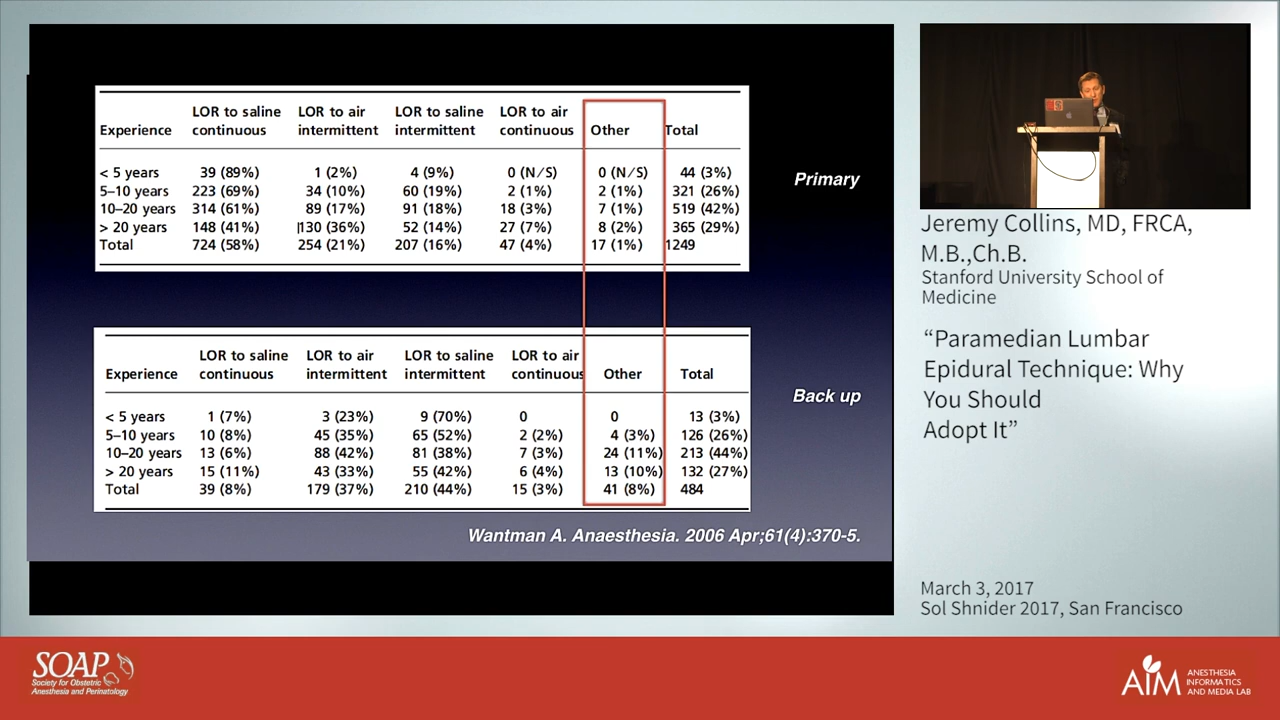 LOR to saline LOR to air LOR to saline LOR to air
Experience continuous intermittent intermittent continuous Other Total
< 5 years 39 (89%) 1 (2%) 4 (9%) 0 (N/S) 0 (N/S) 44 (3%)
5–10 years 223 (69%) 34 (10%) 60 (19%) 2 (1%) 2 (1%) 321 (26%)
10–20 years 314 (61%) 89 (17%) 91 (18%) 18 (3%) 7 (1%) 519 (42%)
> 20 years 148 (41%) 130 (36%) 52 (14%) 27 (7%) 8 (2%) 365 (29%)
Total 724 (58%) 254 (21%) 207 (16%) 47 (4%) 17 (1%) 1249
Primary
LOR to saline LOR to air LOR to saline LOR to air
Experience continuous intermittent intermittent continuous Other Total
< 5 years 1 (7%) 3 (23%) 9 (70%) 0 0 13 (3%)
5–10 years 10 (8%) 45 (35%) 65 (52%) 2 (2%) 4 (3%) 126 (26%)
10–20 years 13 (6%) 88 (42%) 81 (38%) 7 (3%) 24 (11%) 213 (44%)
> 20 years 15 (11%) 43 (33%) 55 (42%) 6 (4%) 13 (10%) 132 (27%)
Total 39 (8%) 179 (37%) 210 (44%) 15 (3%) 41 (8%) 484
Back up
Wantman A. Anaesthesia. 2006 Apr;61(4):370-5.
Jeremy Collins, MD, FRCA,
M.B.,Ch.B.
Stanford University School of
Medicine
“Paramedian Lumbar
Epidural Technique: Why
You Should
Adopt It”
March 3, 2017
Sol Shnider 2017, San Francisco
SOAP
Society for Obstetric
Anesthesia and Perinatology
AIM
ANESTHESIA
INFORMATICS
AND MEDIA LAB